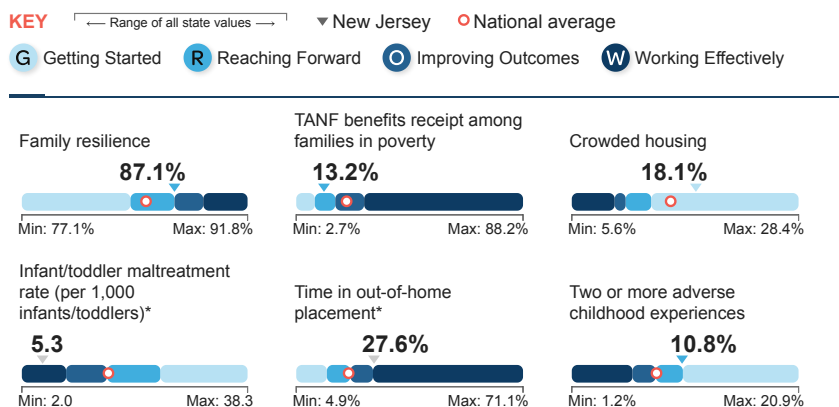 KEY Range of all state values New Jersey National average
G Getting Started R Reaching Forward O Improving Outcomes W Working Effectively
Family resilience
87.1%
Min: 77.1% Max: 91.8%
TANF benefits receipt among
families in poverty
13.2%
Min: 2.7% Max: 88.2%
Crowded housing
18.1%
Min: 5.6% Max: 28.4%
Infant/toddler maltreatment
rate (per 1,000
infants/toddlers)*
5.3
Min: 2.0 Max: 38.3
Time in out-of-home
placement*
27.6%
Min: 4.9% Max: 71.1%
Two or more adverse
childhood experiences
10.8%
Min: 1.2% Max: 20.9%